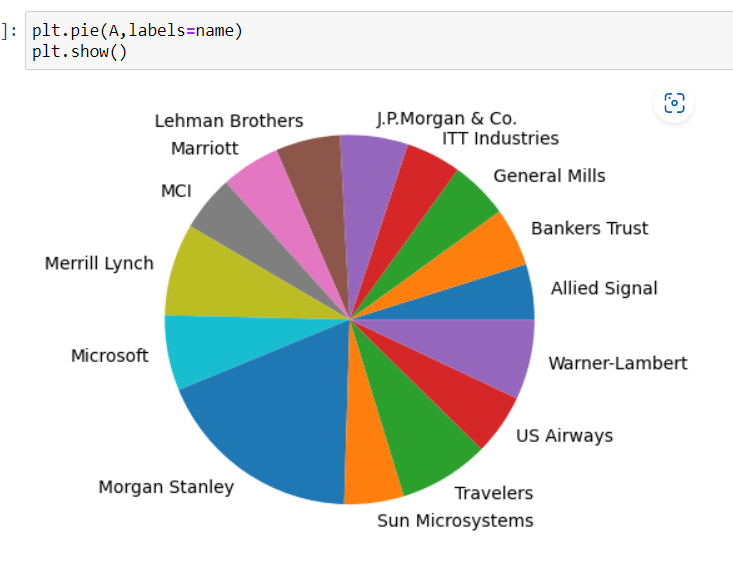 ]: plt.pie(A,labels=name)
plt.show()
Lehman Brothers
J.P.Morgan & Co.
Marriott
ITT Industries
MCI
General Mills
Bankers Trust
Merrill Lynch
Allied Signal
Microsoft
Warner-Lambert
US Airways
Morgan Stanley
Travelers
Sun Microsystems